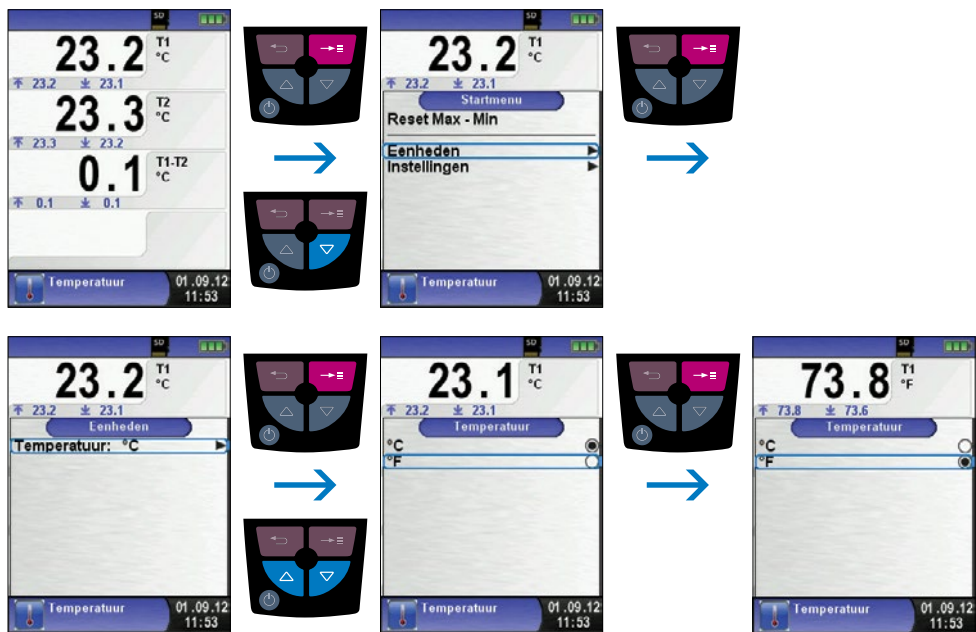 SD
23.2 T1 °C
23.2 23.1
23.3 T2 °C
23.3 23.2
0.1 T1-T2 °C
0.1 0.1
Temperatuur 01.09.12 11:53
SD
23.2 T1 °C
23.2 23.1
Startmenu
Reset Max - Min
Eenheden
Instellingen
Temperatuur 01.09.12 11:53
SD
23.2 T1 °C
23.2 23.1
Eenheden
Temperatuur: °C
Temperatuur 01.09.12 11:53
SD
23.1 T1 °C
23.2 23.1
Temperatuur
°C
°F
Temperatuur 01.09.12 11:53
SD
73.8 T1 °F
73.8 73.6
Temperatuur
°C
°F
Temperatuur 01.09.12 11:53